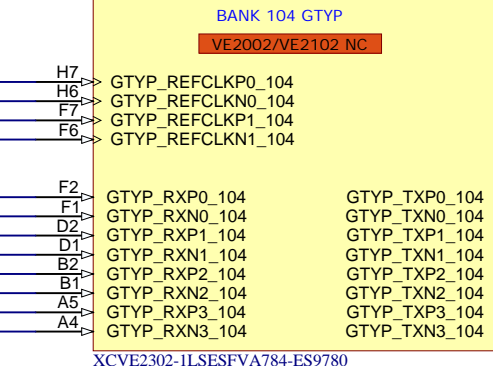 BANK 104 GTYP
VE2002/VE2102 NC
H7 GTYP_REFCLKP0_104
H6 GTYP_REFCLKN0_104
F7 GTYP_REFCLKP1_104
F6 GTYP_REFCLKN1_104
F2 GTYP_RXP0_104 GTYP_TXP0_104
F1 GTYP_RXN0_104 GTYP_TXN0_104
D2 GTYP_RXP1_104 GTYP_TXP1_104
D1 GTYP_RXN1_104 GTYP_TXN1_104
B2 GTYP_RXP2_104 GTYP_TXP2_104
B1 GTYP_RXN2_104 GTYP_TXN2_104
A5 GTYP_RXP3_104 GTYP_TXP3_104
A4 GTYP_RXN3_104 GTYP_TXN3_104
XCVE2302-1LSESFVA784-ES9780